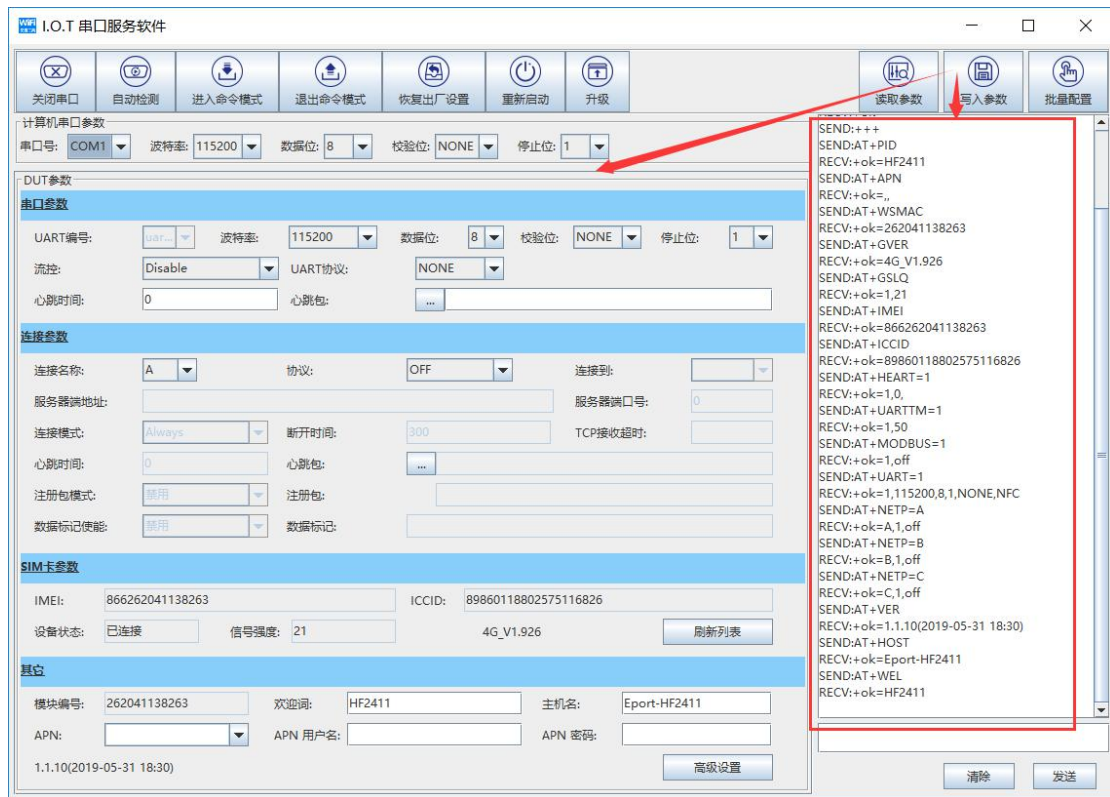 WiFi I.O.T 串口服务软件
关闭串口 自动检测 进入命令模式 退出命令模式 恢复出厂设置 重新启动 升级 读取参数 写入参数 批量配置
计算机串口参数
串口号: COM1 波特率: 115200 数据位: 8 校验位: NONE 停止位: 1
DUT参数
串口参数
UART编号: uar... 波特率: 115200 数据位: 8 校验位: NONE 停止位: 1
流控: Disable UART协议: NONE
心跳时间: 0 心跳包: ...
连接参数
连接名称: A 协议: OFF 连接到:
服务器端地址: 服务器端口号: 0
连接模式: Always 断开时间: 300 TCP接收超时:
心跳时间: 0 心跳包: ...
注册包模式: 禁用 注册包:
数据标记使能: 禁用 数据标记:
SIM卡参数
IMEI: 866262041138263 ICCID: 89860118802575116826
设备状态: 已连接 信号强度: 21 4G_V1.926 刷新列表
其它
模块编号: 262041138263 欢迎词: HF2411 主机名: Eport-HF2411
APN: APN 用户名: APN 密码:
1.1.10(2019-05-31 18:30) 高级设置
SEND:+++
SEND:AT+PID
RECV:+ok=HF2411
SEND:AT+APN
RECV:+ok=,,
SEND:AT+WSMAC
RECV:+ok=262041138263
SEND:AT+GVER
RECV:+ok=4G_V1.926
SEND:AT+GSLQ
RECV:+ok=1,21
SEND:AT+IMEI
RECV:+ok=866262041138263
SEND:AT+ICCID
RECV:+ok=89860118802575116826
SEND:AT+HEART=1
RECV:+ok=1,0,
SEND:AT+UARTTM=1
RECV:+ok=1,50
SEND:AT+MODBUS=1
RECV:+ok=1,off
SEND:AT+UART=1
RECV:+ok=1,115200,8,1,NONE,NFC
SEND:AT+NETP=A
RECV:+ok=A,1,off
SEND:AT+NETP=B
RECV:+ok=B,1,off
SEND:AT+NETP=C
RECV:+ok=C,1,off
SEND:AT+VER
RECV:+ok=1.1.10(2019-05-31 18:30)
SEND:AT+HOST
RECV:+ok=Eport-HF2411
SEND:AT+WEL
RECV:+ok=HF2411
清除 发送